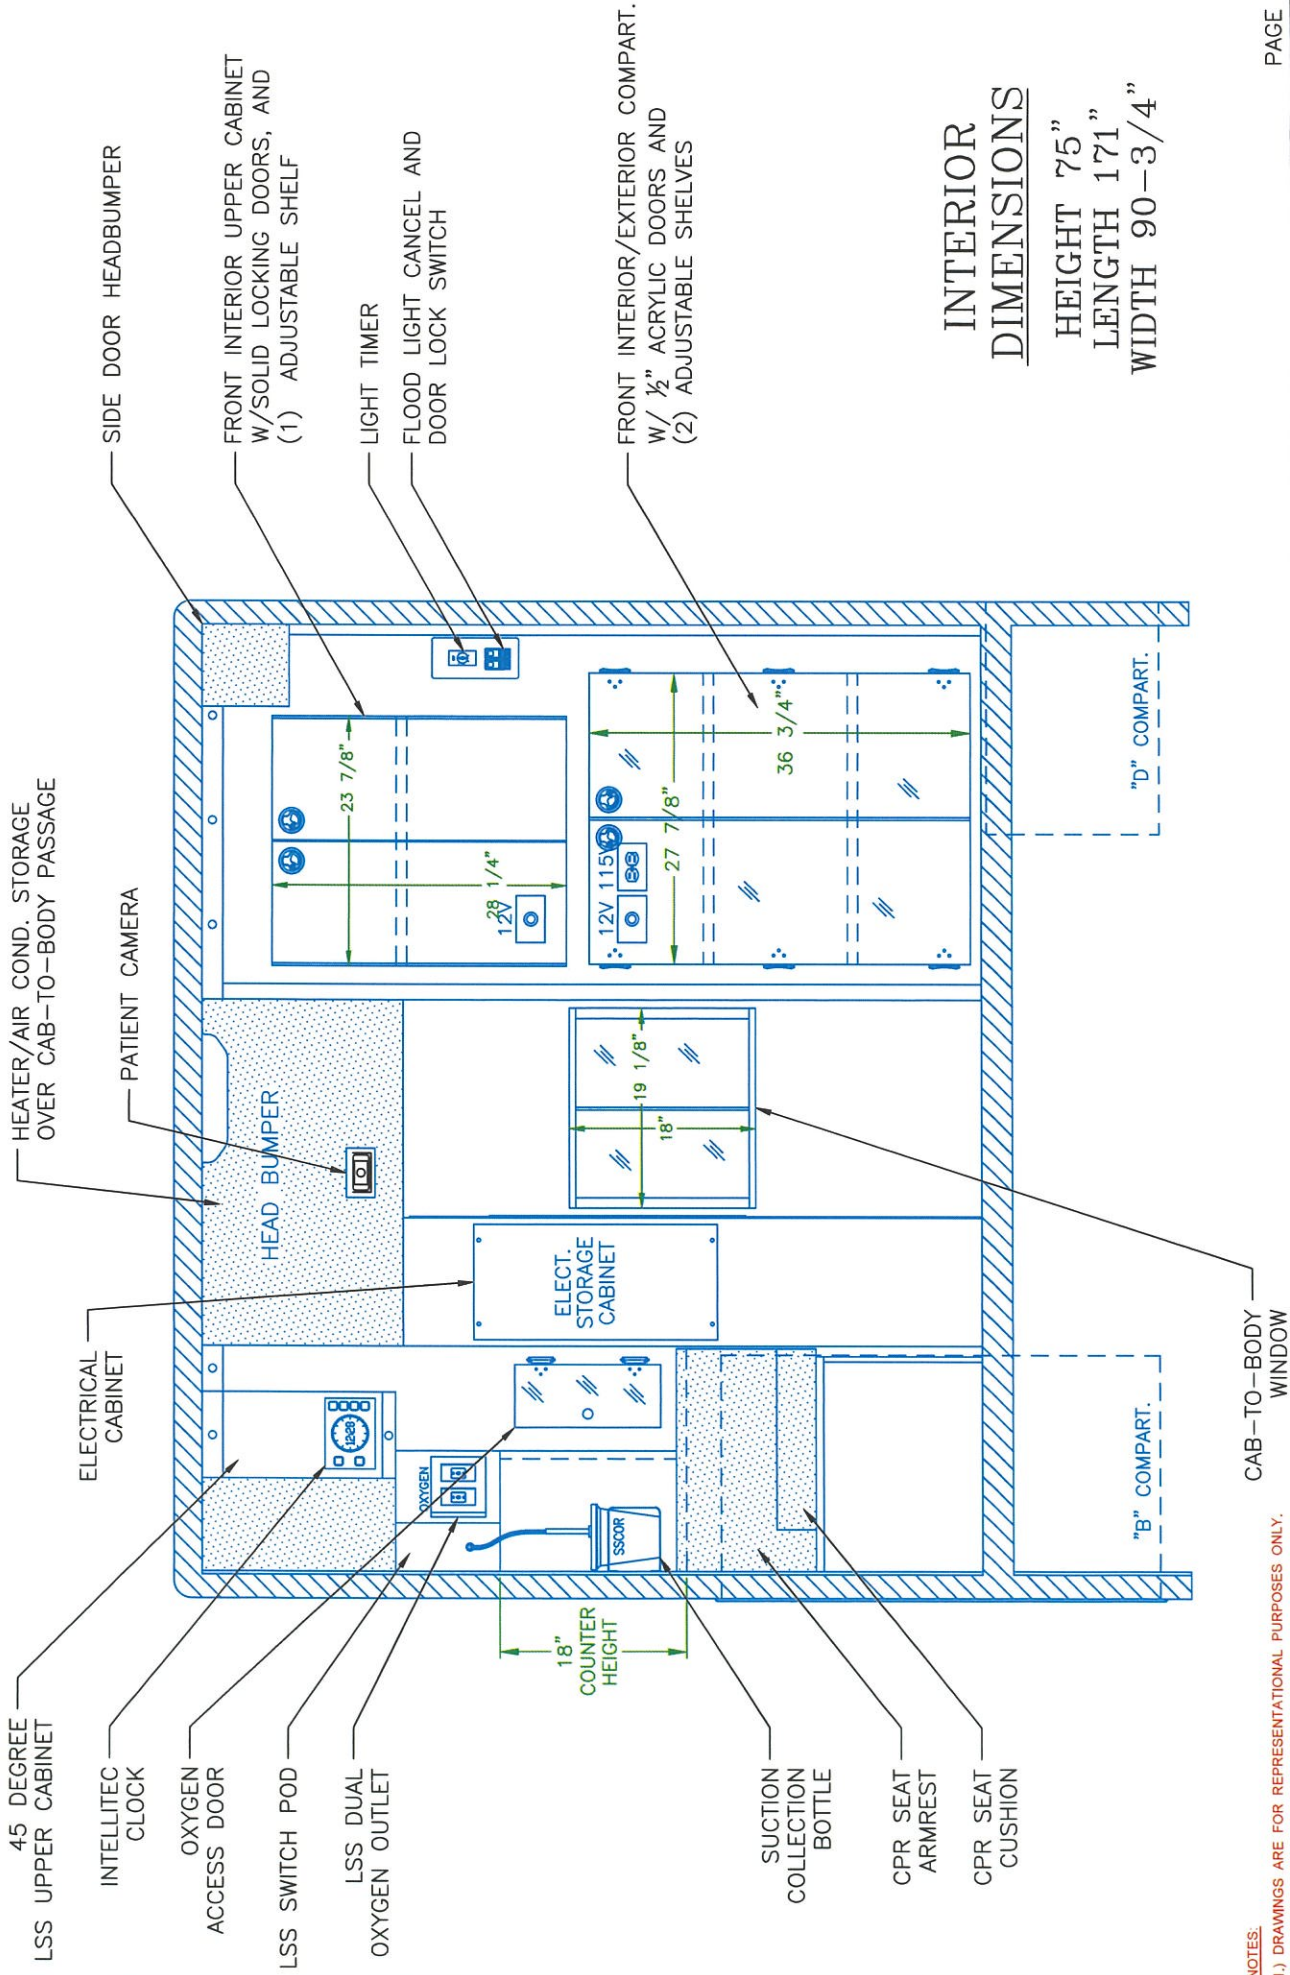 HEATER/AIR COND. STORAGE
OVER CAB-TO-BODY PASSAGE
PATIENT CAMERA
SIDE DOOR HEADBUMPER
FRONT INTERIOR UPPER CABINET
W/SOLID LOCKING DOORS, AND
(1) ADJUSTABLE SHELF
LIGHT TIMER
FLOOD LIGHT CANCEL AND
DOOR LOCK SWITCH
FRONT INTERIOR/EXTERIOR COMPART.
W/ ½" ACRYLIC DOORS AND
(2) ADJUSTABLE SHELVES
ELECTRICAL
CABINET
45 DEGREE
LSS UPPER CABINET
INTELLITEC
CLOCK
OXYGEN
ACCESS DOOR
LSS SWITCH POD
LSS DUAL
OXYGEN OUTLET
SUCTION
COLLECTION
BOTTLE
CPR SEAT
ARMREST
CPR SEAT
CUSHION
CAB-TO-BODY
WINDOW
HEAD BUMPER
12:28
OXYGEN
SSCOR
ELECT.
STORAGE
CABINET
18"
COUNTER
HEIGHT
19 1/8"
18"
23 7/8"
28 1/4"
12V
12V 115V
27 7/8"
36 3/4"
"B" COMPART.
"D" COMPART.
INTERIOR
DIMENSIONS
HEIGHT 75"
LENGTH 171"
WIDTH 90-3/4"
NOTES:
1.) DRAWINGS ARE FOR REPRESENTATIONAL PURPOSES ONLY.
PAGE